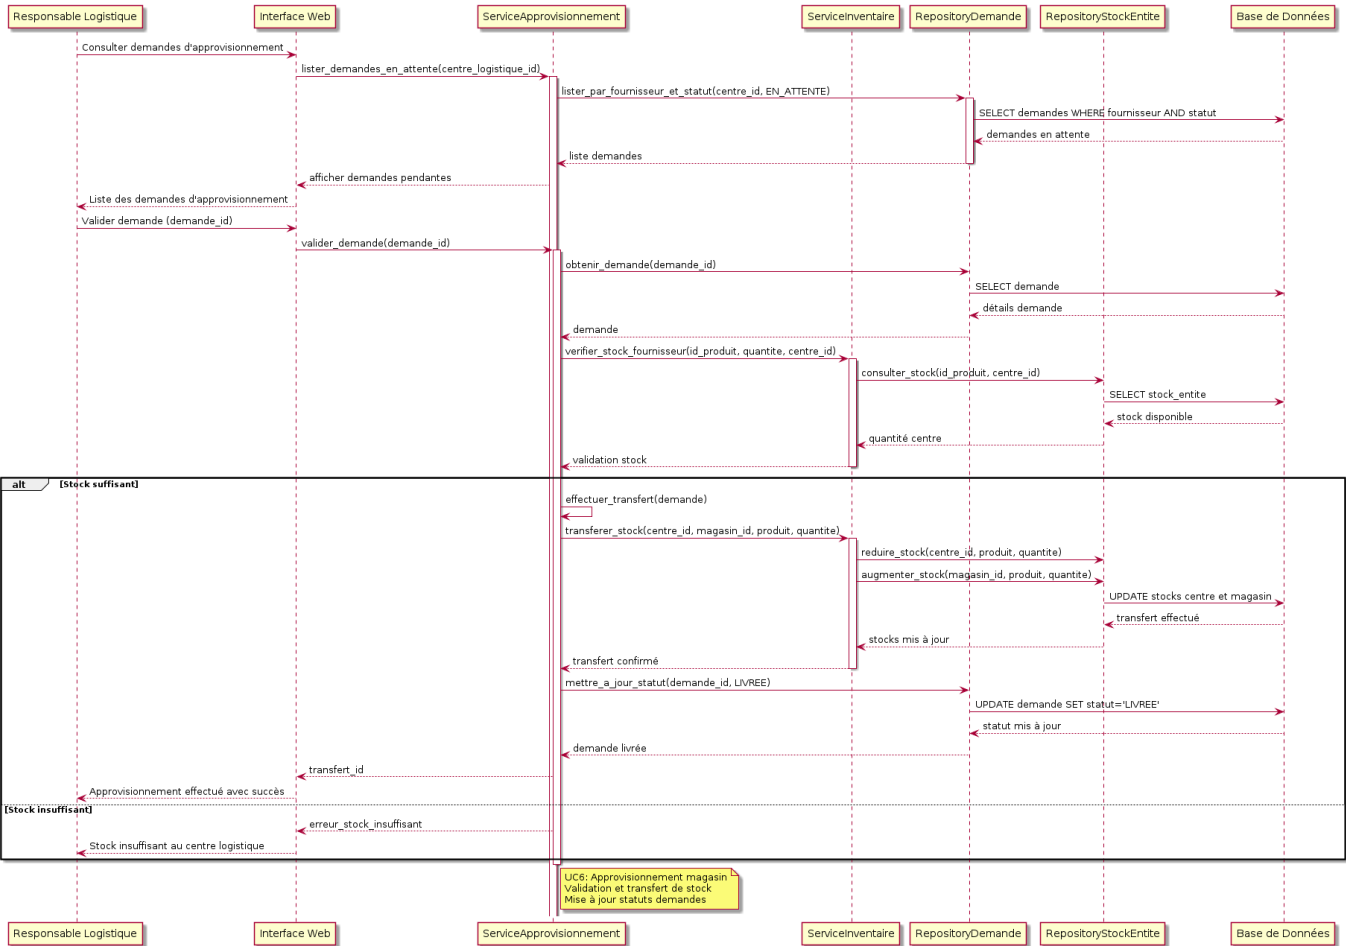 Responsable Logistique
Interface Web
ServiceApprovisionnement
ServiceInventaire
RepositoryDemande
RepositoryStockEntite
Base de Données
Consulter demandes d'approvisionnement
lister_demandes_en_attente(centre_logistique_id)
lister_par_fournisseur_et_statut(centre_id, EN_ATTENTE)
SELECT demandes WHERE fournisseur AND statut
demandes en attente
liste demandes
afficher demandes pendantes
Liste des demandes d'approvisionnement
Valider demande (demande_id)
valider_demande(demande_id)
obtenir_demande(demande_id)
SELECT demande
détails demande
demande
verifier_stock_fournisseur(id_produit, quantite, centre_id)
consulter_stock(id_produit, centre_id)
SELECT stock_entite
stock disponible
quantité centre
validation stock
alt
[Stock suffisant]
effectuer_transfert(demande)
transferer_stock(centre_id, magasin_id, produit, quantite)
reduire_stock(centre_id, produit, quantite)
augmenter_stock(magasin_id, produit, quantite)
UPDATE stocks centre et magasin
transfert effectué
stocks mis à jour
transfert confirmé
mettre_a_jour_statut(demande_id, LIVREE)
UPDATE demande SET statut='LIVREE'
statut mis à jour
demande livrée
transfert_id
Approvisionnement effectué avec succès
[Stock insuffisant]
erreur_stock_insuffisant
Stock insuffisant au centre logistique
UC6: Approvisionnement magasin
Validation et transfert de stock
Mise à jour statuts demandes
Responsable Logistique
Interface Web
ServiceApprovisionnement
ServiceInventaire
RepositoryDemande
RepositoryStockEntite
Base de Données